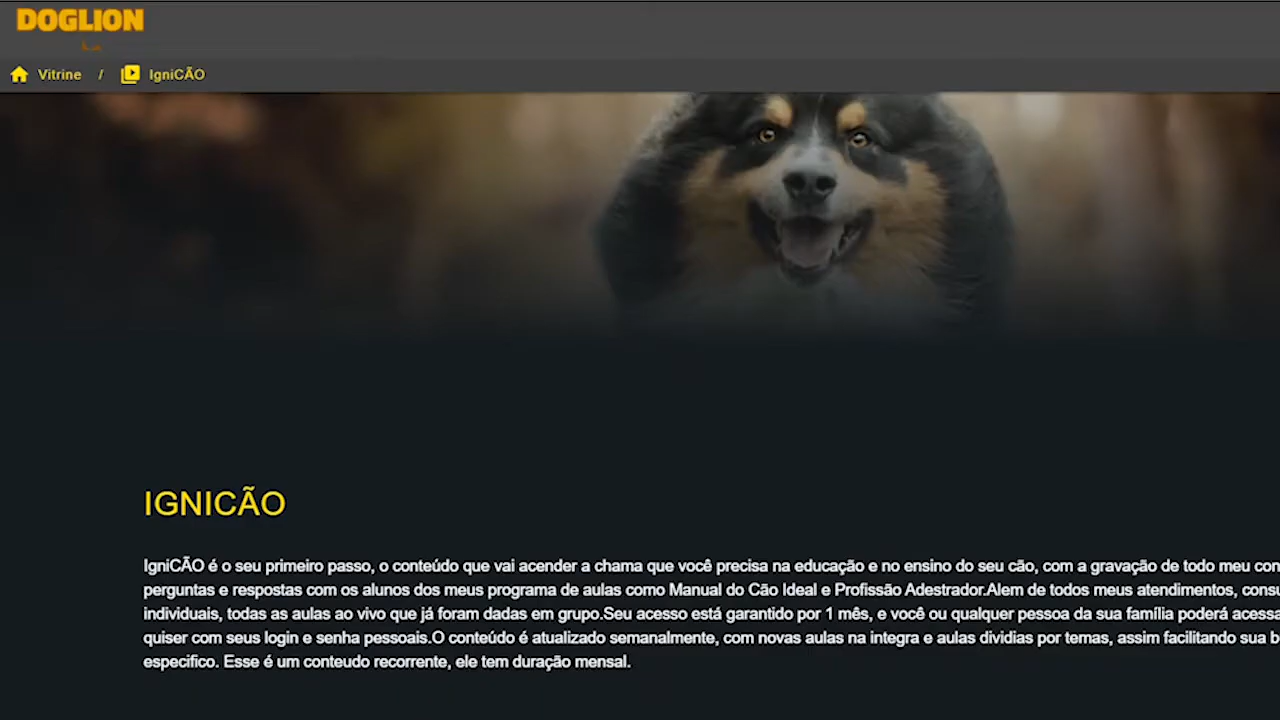 DOGLION
Vitrine / IgniCÃO
IGNICÃO
IgniCÃO é o seu primeiro passo, o conteúdo que vai acender a chama que você precisa na educação e no ensino do seu cão, com a gravação de todo meu con
perguntas e respostas com os alunos dos meus programa de aulas como Manual do Cão Ideal e Profissão Adestrador.Alem de todos meus atendimentos, consu
individuais, todas as aulas ao vivo que já foram dadas em grupo.Seu acesso está garantido por 1 mês, e você ou qualquer pessoa da sua família poderá acessa
quiser com seus login e senha pessoais.O conteúdo é atualizado semanalmente, com novas aulas na integra e aulas dividias por temas, assim facilitando sua b
especifico. Esse é um conteudo recorrente, ele tem duração mensal.